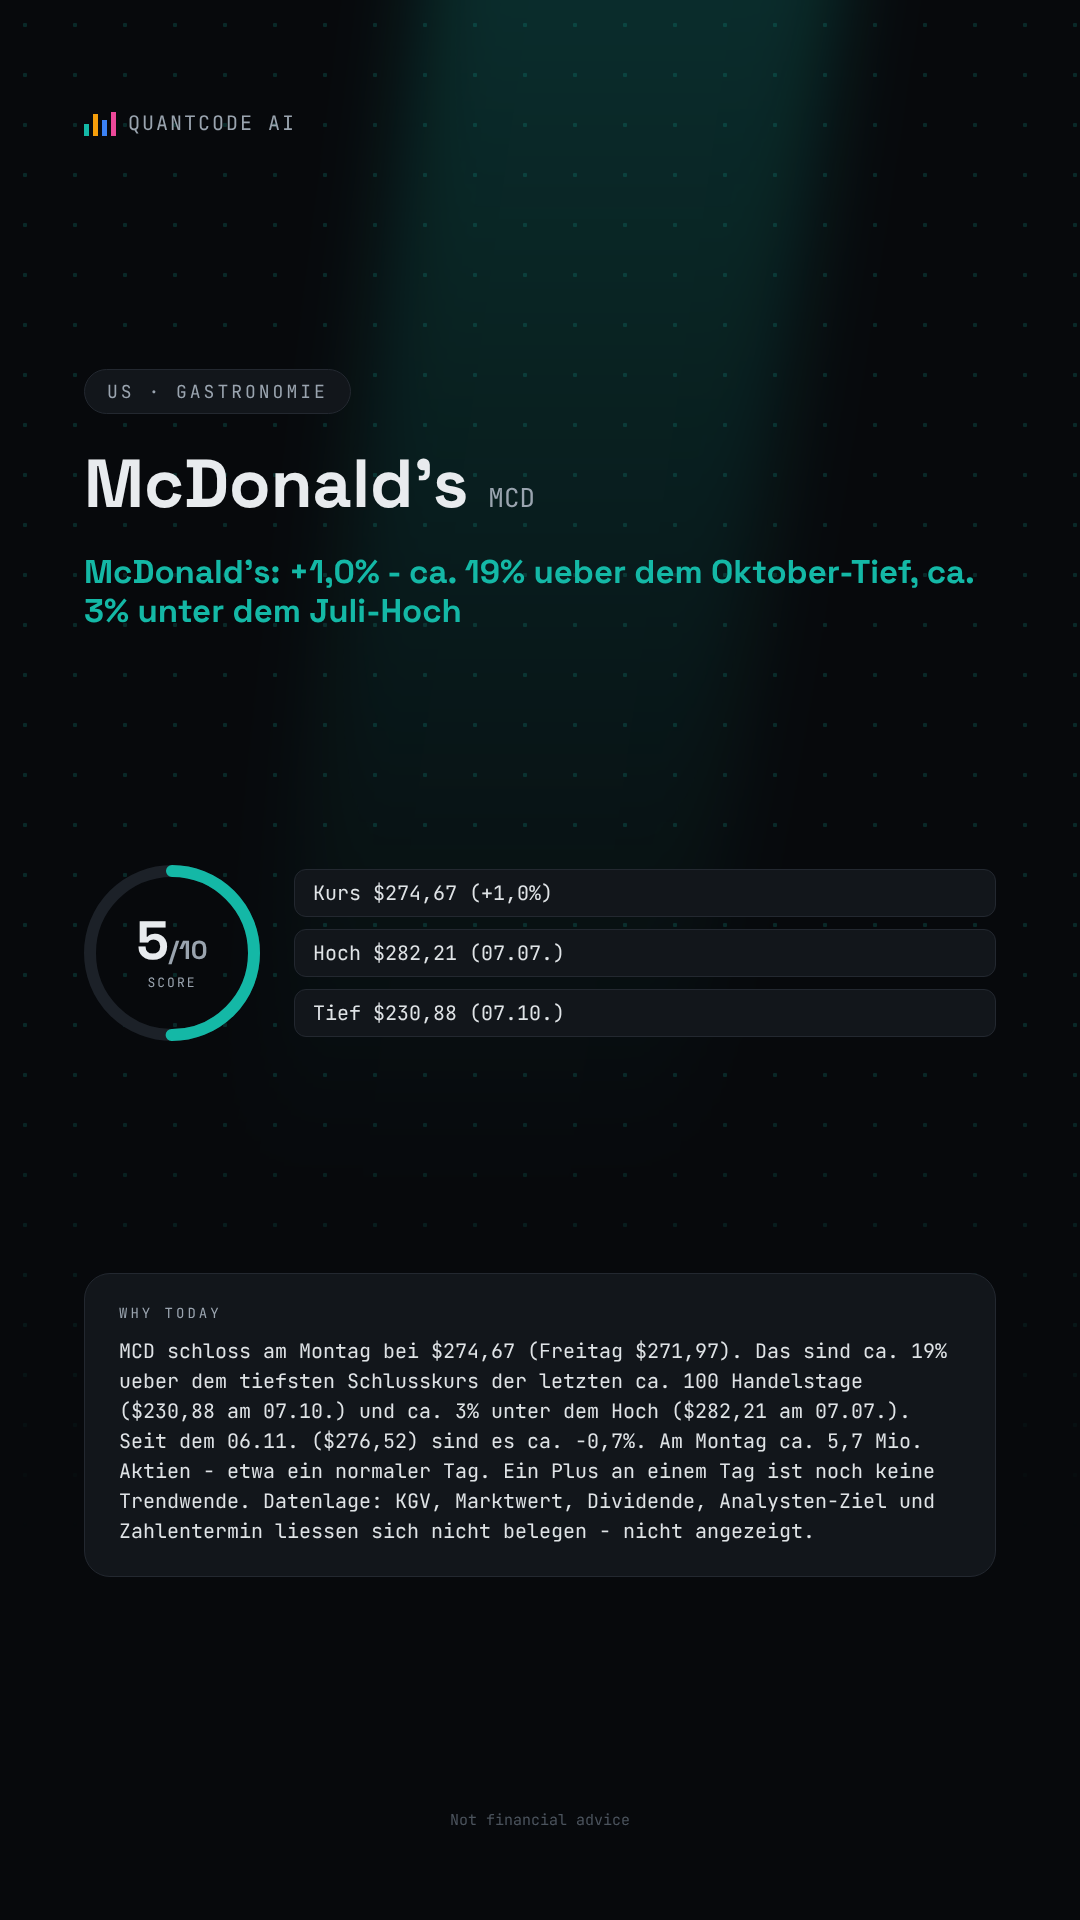 QUANTCODE AI
US · GASTRONOMIE
McDonald's MCD
McDonald's: +1,0% - ca. 19% ueber dem Oktober-Tief, ca.
3% unter dem Juli-Hoch
5/10
SCORE
Kurs $274,67 (+1,0%)
Hoch $282,21 (07.07.)
Tief $230,88 (07.10.)
WHY TODAY
MCD schloss am Montag bei $274,67 (Freitag $271,97). Das sind ca. 19%
ueber dem tiefsten Schlusskurs der letzten ca. 100 Handelstage
($230,88 am 07.10.) und ca. 3% unter dem Hoch ($282,21 am 07.07.).
Seit dem 06.11. ($276,52) sind es ca. -0,7%. Am Montag ca. 5,7 Mio.
Aktien - etwa ein normaler Tag. Ein Plus an einem Tag ist noch keine
Trendwende. Datenlage: KGV, Marktwert, Dividende, Analysten-Ziel und
Zahlentermin liessen sich nicht belegen - nicht angezeigt.
Not financial advice